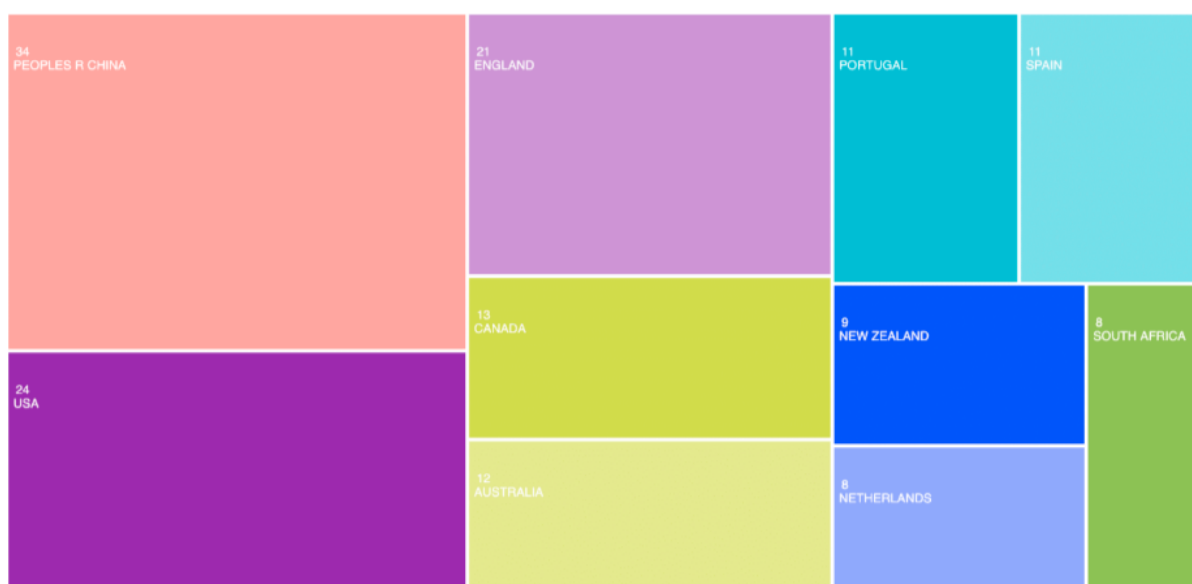 34
PEOPLES R CHINA
24
USA
21
ENGLAND
13
CANADA
12
AUSTRALIA
11
PORTUGAL
11
SPAIN
9
NEW ZEALAND
8
NETHERLANDS
8
SOUTH AFRICA